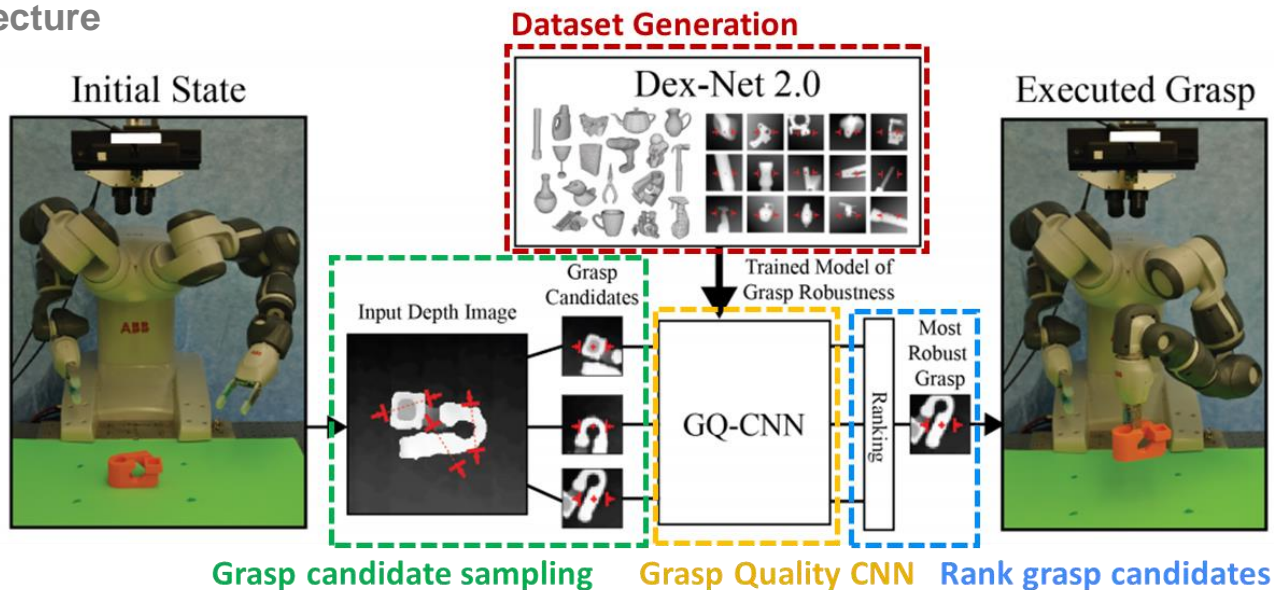 ecture
Dataset Generation
Initial State
Dex-Net 2.0
Executed Grasp
Grasp
Candidates
Trained Model of
Grasp Robustness
Input Depth Image
Most
Robust
Grasp
ABB
GQ-CNN
Ranking
Grasp candidate sampling
Grasp Quality CNN
Rank grasp candidates